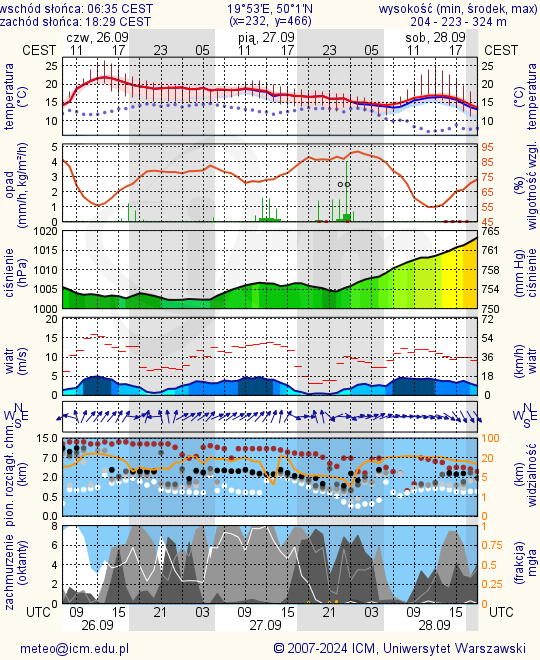 wschód słońca: 06:35 CEST 19°53'E, 50°1'N wysokość (min, środek, max)
zachód słońca: 18:29 CEST (x=232, y=466) 204 - 223 - 324 m
czw, 26.09 pią, 27.09 sob, 28.09
CEST 11 17 23 05 11 17 23 05 11 17 CEST
temperatura (°C) 25 20 15 10 25 20 15 10 (°C) temperatura
opad (mm/h, kg/m²/h) 5 4 3 2 1 0 95 85 75 65 55 45 (%) wilgotność wzgl.
ciśnienie (hPa) 1020 1015 1010 1005 1000 765 761 758 754 750 (mm Hg) ciśnienie
wiatr (m/s) 20 15 10 5 0 72 54 36 18 0 (km/h) wiatr
N W E S N W E S
pion. rozciągł. chm. (km) 15.0 7.0 2.0 0.5 0.0 100 20 5 1 0 (km) widzialność
zachmurzenie (oktanty) 8 6 4 2 0 1 0.75 0.5 0.25 0 (frakcja) mgła
UTC 09 15 21 03 09 15 21 03 09 15 UTC
26.09 27.09 28.09
meteo@icm.edu.pl © 2007-2024 ICM, Uniwersytet Warszawski